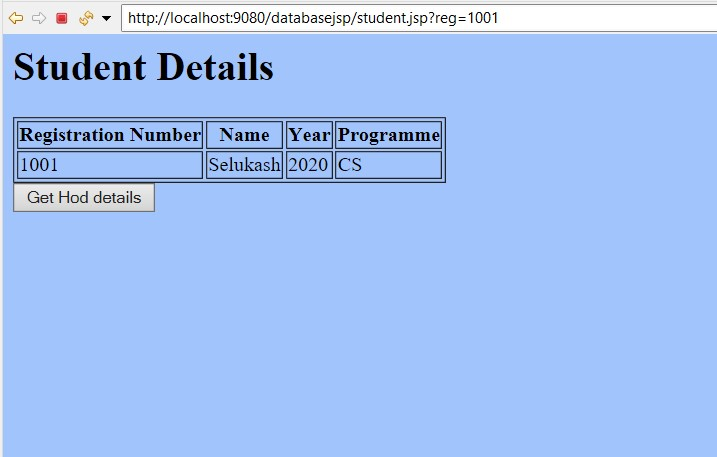 http://localhost:9080/databasejsp/student.jsp?reg=1001
Student Details
Registration Number Name Year Programme
1001 Selukash 2020 CS
Get Hod details